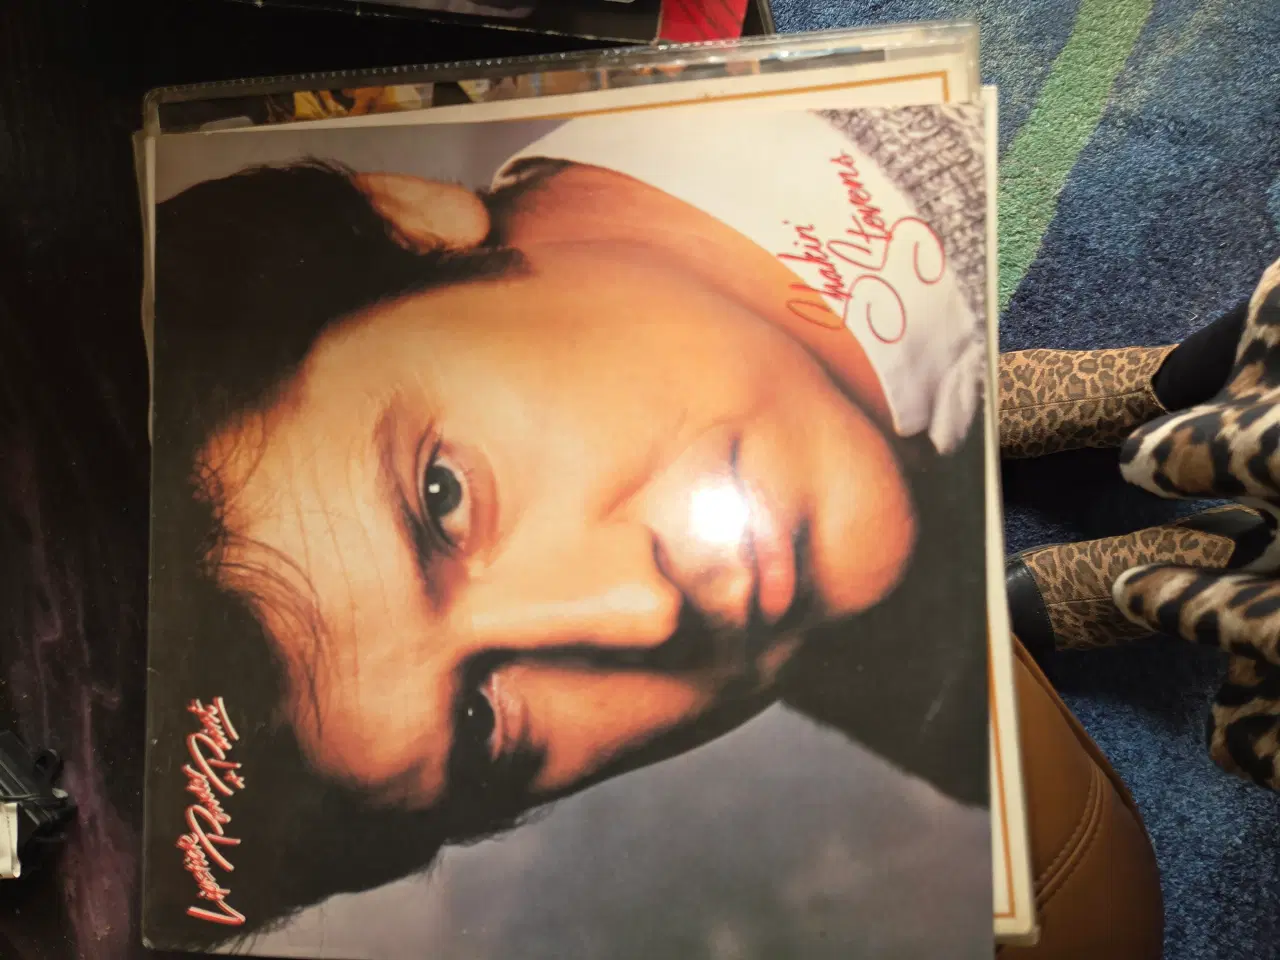 Shakin'
Stevens
Lipstick Powder & Paint